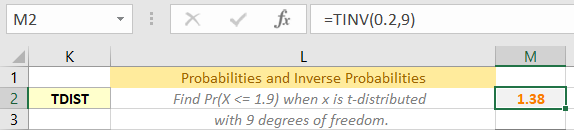 M2 fx =TINV(0.2,9)
K L M
1 Probabilities and Inverse Probabilities
2 TDIST Find Pr(X <= 1.9) when x is t-distributed 1.38
3 with 9 degrees of freedom.